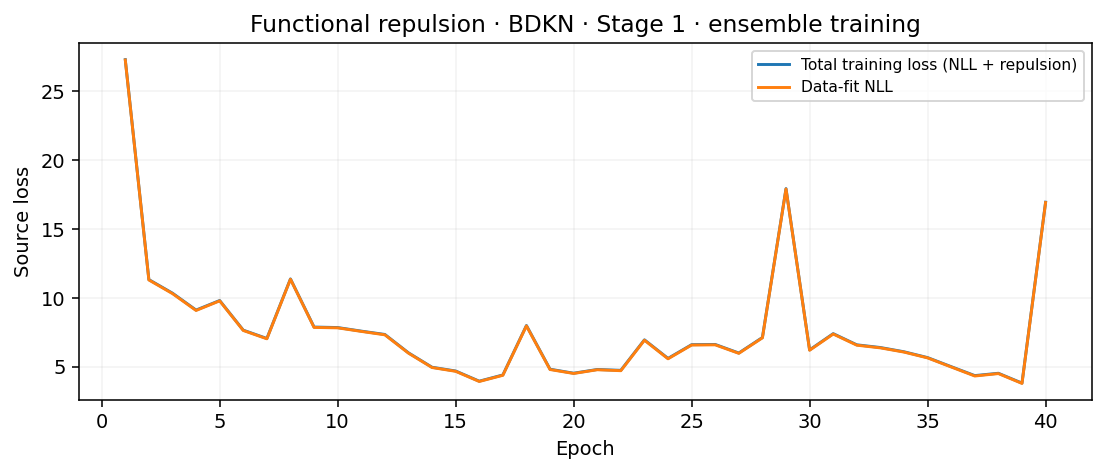 Functional repulsion · BDKN · Stage 1 · ensemble training
Total training loss (NLL + repulsion)
Data-fit NLL
Source loss
25
20
15
10
5
0 5 10 15 20 25 30 35 40
Epoch